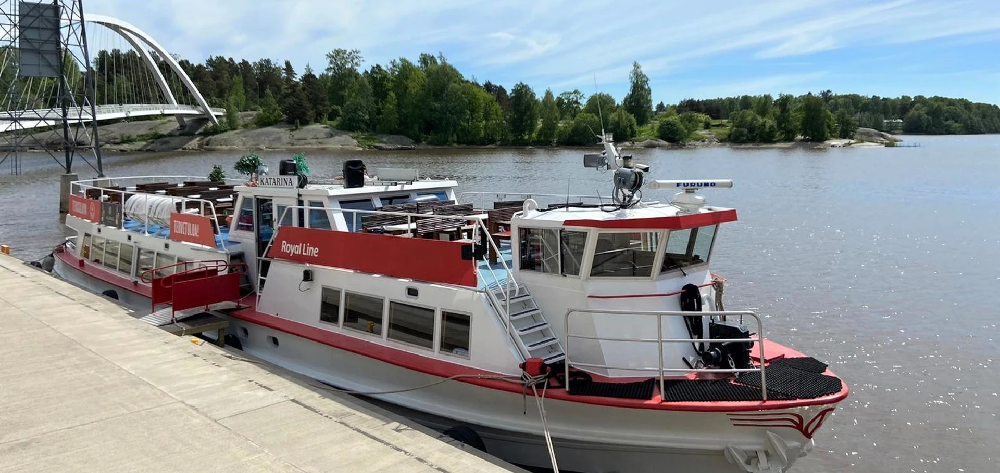 KATARINA
FURUNO
TERVETULOA!
Royal Line